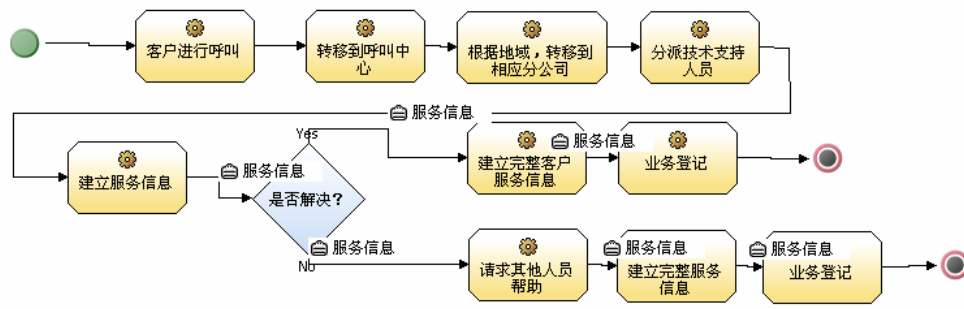 客户进行呼叫
转移到呼叫中
心
根据地域，转移到
相应分公司
分派技术支持
人员
服务信息
建立服务信息
服务信息
是否解决？
Yes
建立完整客户
服务信息
服务信息
业务登记
No
服务信息
请求其他人员
帮助
服务信息
建立完整服务
信息
服务信息
业务登记